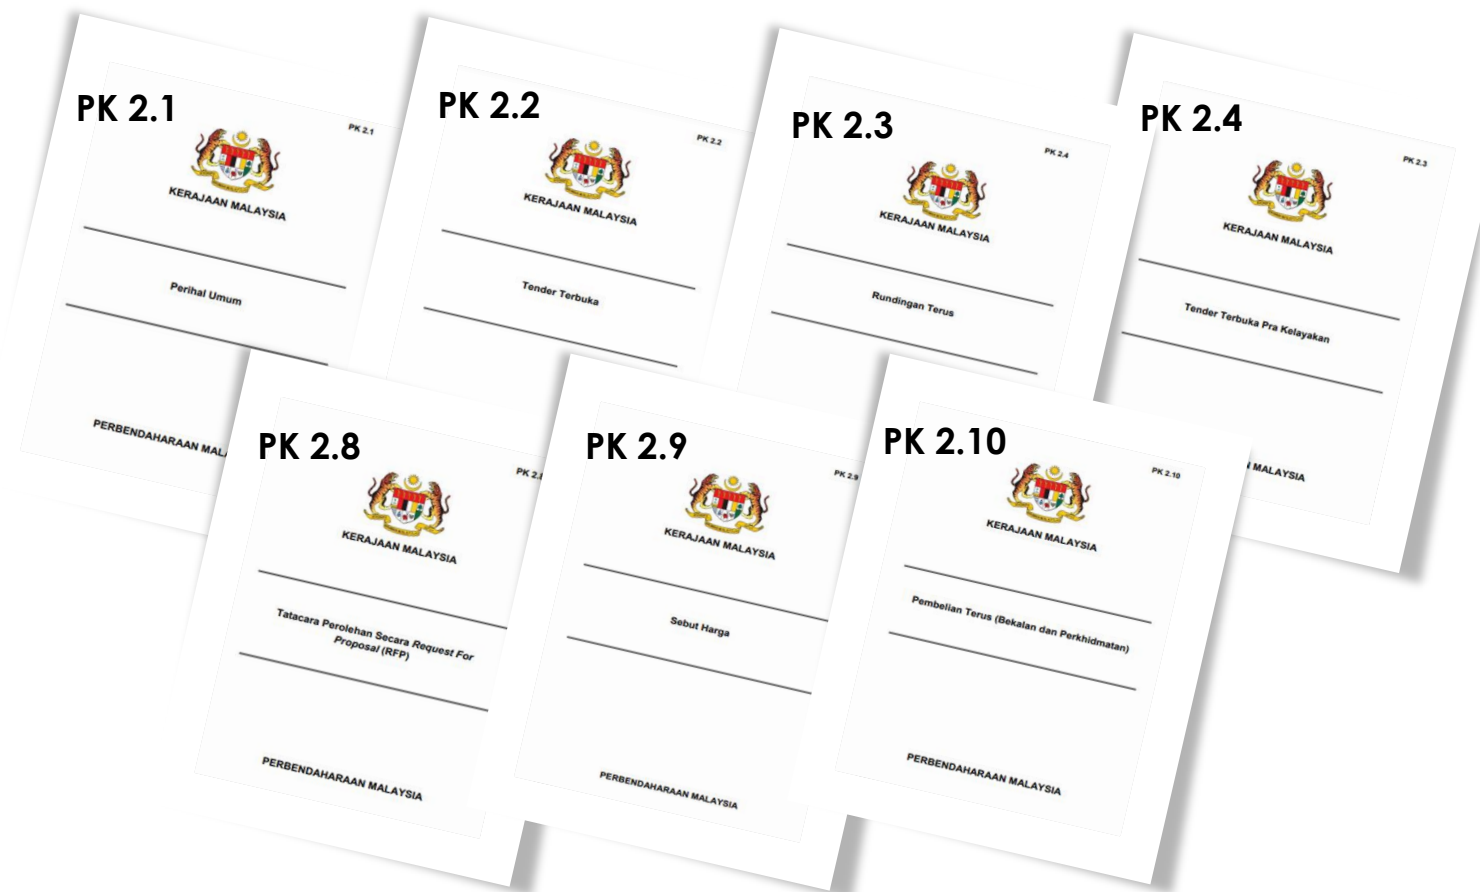 PK 2.1
PK 2.1
KERAJAAN MALAYSIA
Perihal Umum
PERBENDAHARAAN
PK 2.2
PK 2.2
KERAJAAN MALAYSIA
Tender Terbuka
PK 2.3
PK 2.4
KERAJAAN MALAYSIA
Rundingan Terus
PK 2.4
PK 2.3
KERAJAAN MALAYSIA
Tender Terbuka Pra Kelayakan
MALAYSIA
PK 2.8
KERAJAAN MALAYSIA
Tatacara Perolehan Secara Request For
Proposal (RFP)
PERBENDAHARAAN MALAYSIA
PK 2.9
PK 2.9
KERAJAAN MALAYSIA
Sebut Harga
PERBENDAHARAAN MALAYSIA
PK 2.10
PK 2.10
KERAJAAN MALAYSIA
Pembelian Terus (Bekalan dan Perkhidmatan)
PERBENDAHARAAN MALAYSIA